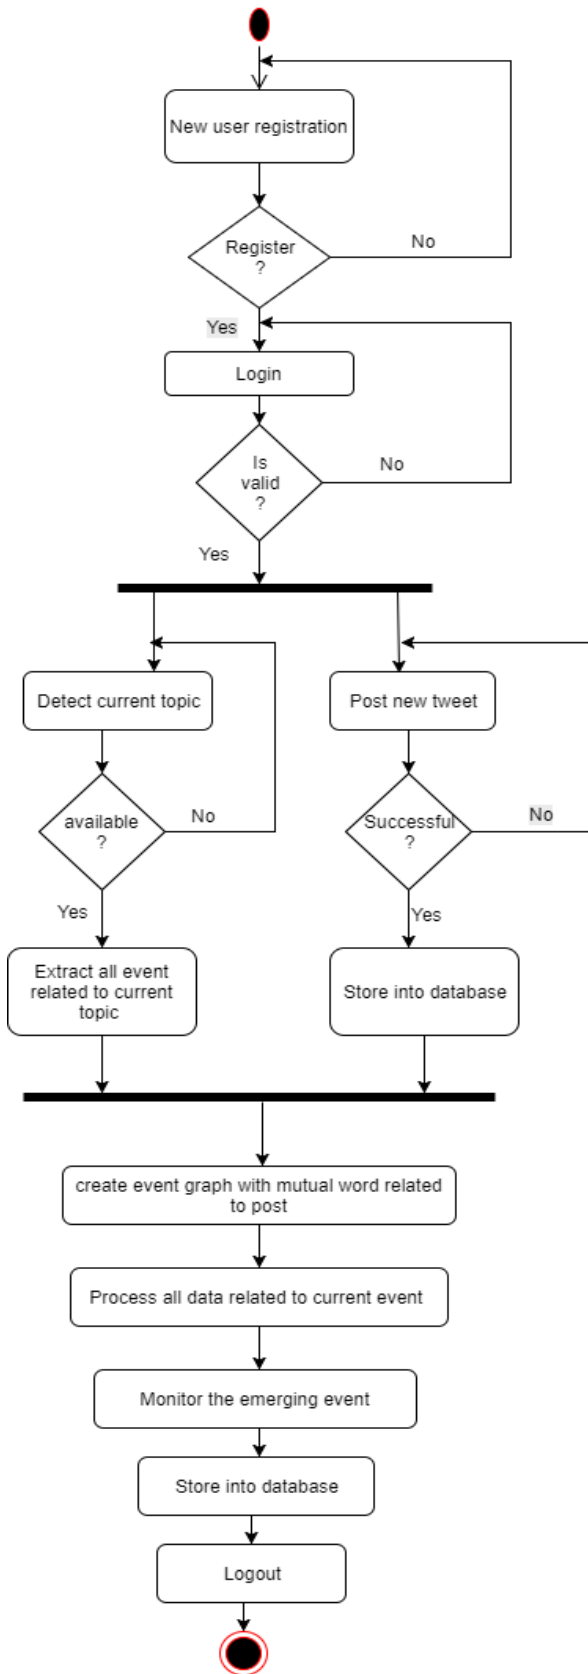 New user registration
Register
?
No
Yes
Login
Is
valid
?
No
Yes
Detect current topic
Post new tweet
available
?
No
Successful
?
No
Yes
Yes
Extract all event
related to current
topic
Store into database
create event graph with mutual word related
to post
Process all data related to current event
Monitor the emerging event
Store into database
Logout